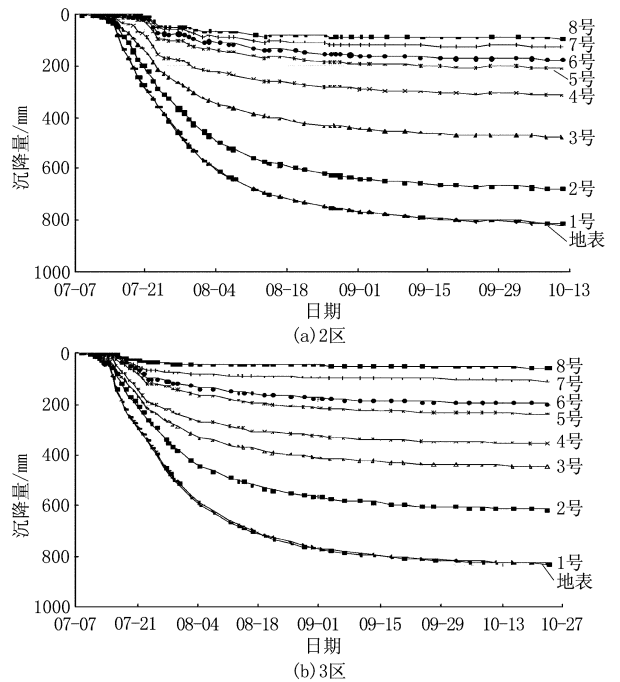 0
200
400
600
800
1000
沉降量/mm
8号
7号
6号
5号
4号
3号
2号
1号
地表
07-07 07-21 08-04 08-18 09-01 09-15 09-29 10-13
日期
(a)2区
0
200
400
600
800
1000
沉降量/mm
8号
7号
6号
5号
4号
3号
2号
1号
地表
07-07 07-21 08-04 08-18 09-01 09-15 09-29 10-13 10-27
日期
(b)3区